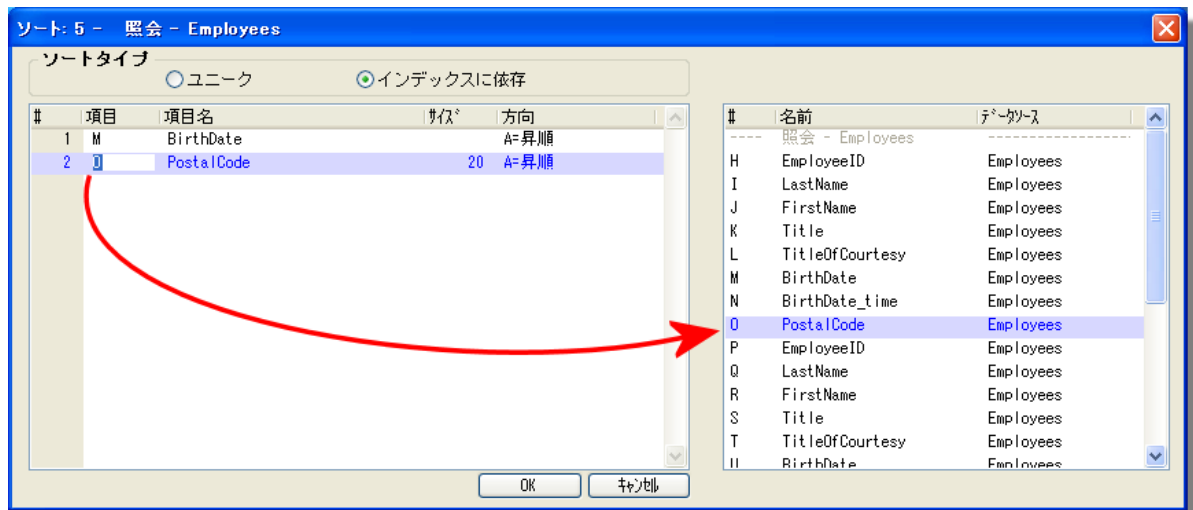 ソート: 5 - 照会 - Employees
ソートタイプ
ユニーク インデックスに依存
# 項目 項目名 ｻｲｽﾞ 方向
1 M BirthDate A=昇順
2 O PostalCode 20 A=昇順
# 名前 ﾃﾞｰﾀｿｰｽ
---- 照会 - Employees -----------------
H EmployeeID Employees
I LastName Employees
J FirstName Employees
K Title Employees
L TitleOfCourtesy Employees
M BirthDate Employees
N BirthDate_time Employees
O PostalCode Employees
P EmployeeID Employees
Q LastName Employees
R FirstName Employees
S Title Employees
T TitleOfCourtesy Employees
U BirthDate Employees
OK ｷｬﾝｾﾙ